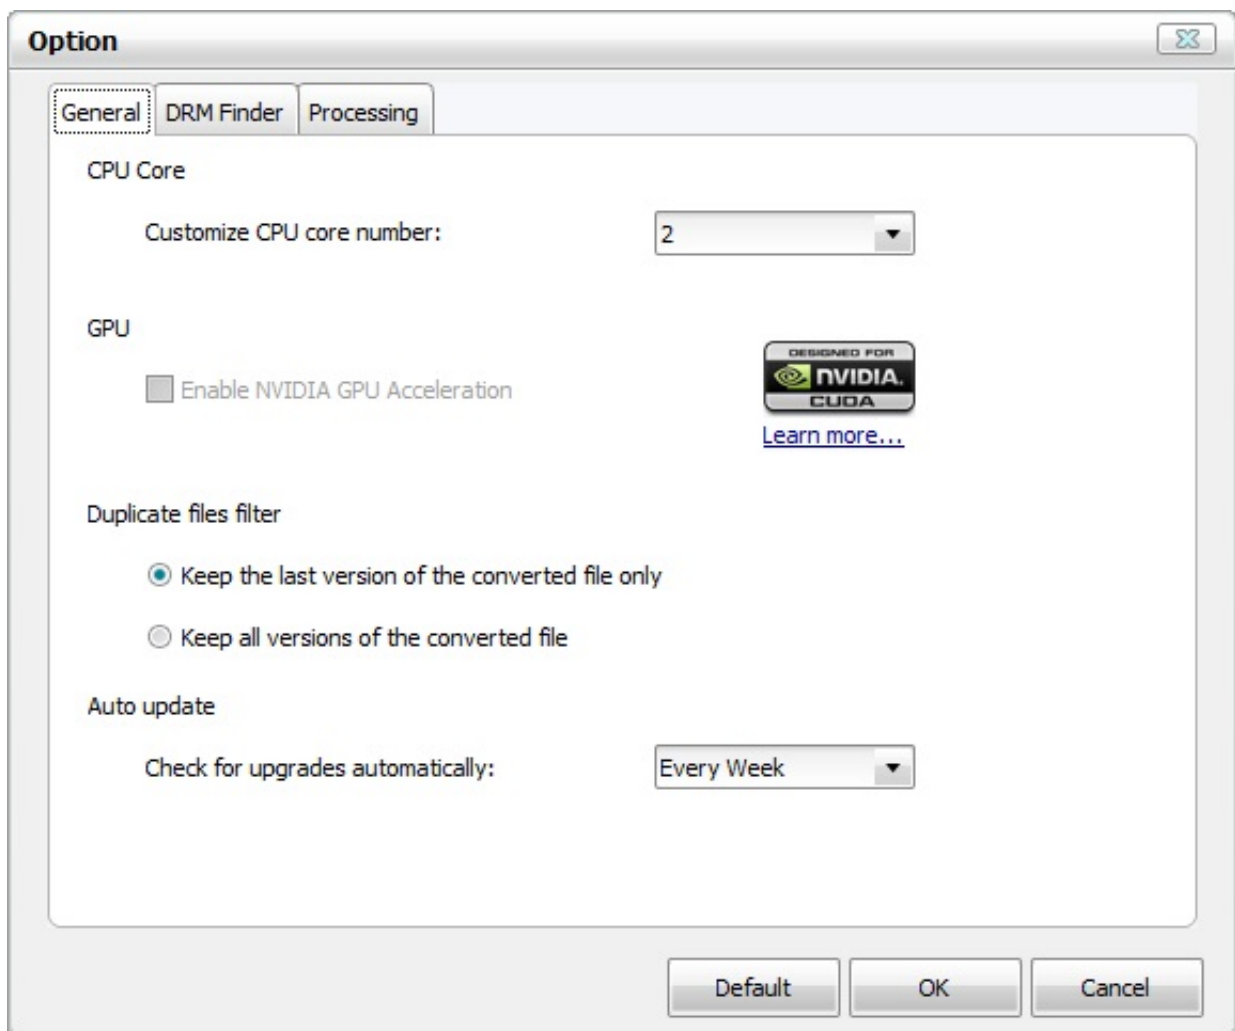 Option
General DRM Finder Processing
CPU Core
Customize CPU core number: 2
GPU
DESIGNED FOR
NVIDIA.
CUDA
Enable NVIDIA GPU Acceleration
Learn more...
Duplicate files filter
Keep the last version of the converted file only
Keep all versions of the converted file
Auto update
Check for upgrades automatically: Every Week
Default OK Cancel